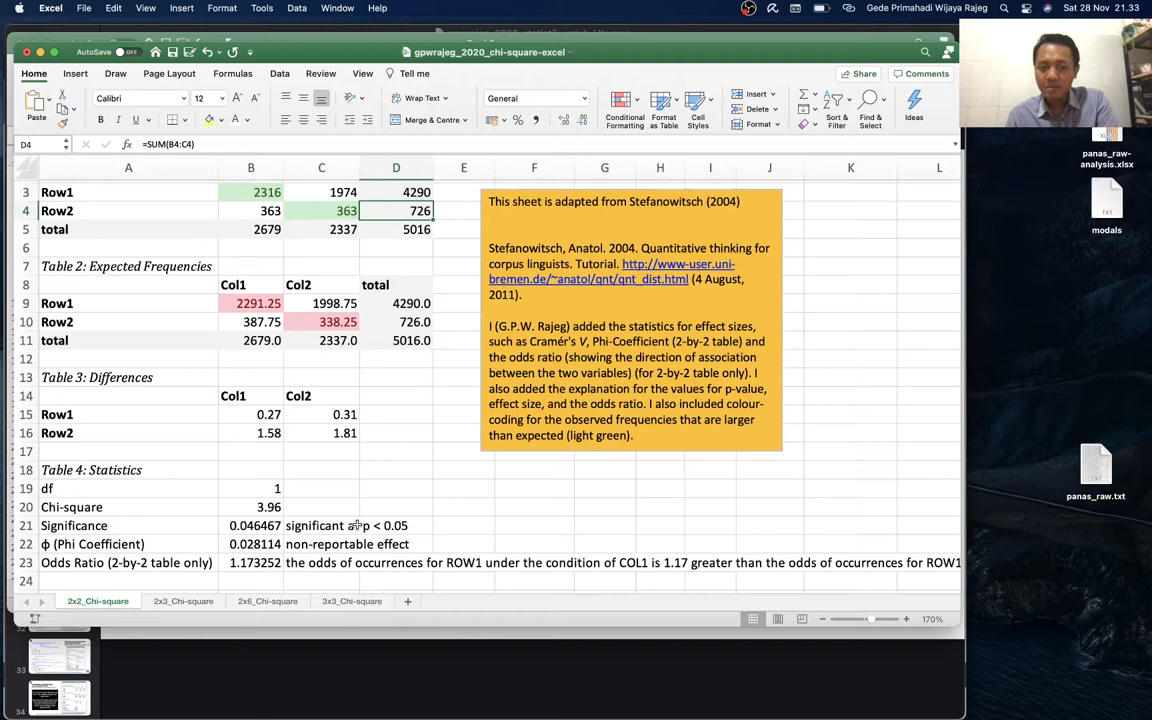 Excel File Edit View Insert Format Tools Data Window Help Gede Primahadi Wijaya Rajeg Sat 28 Nov 21.33
AutoSave OFF gpwrajeg_2020_chi-square-excel
Home Insert Draw Page Layout Formulas Data Review View Tell me Share Comments
Calibri 12 Wrap Text General Insert
Paste Merge & Centre Conditional Formatting Format as Table Cell Styles Delete Format Sort & Filter Find & Select Ideas
D4 fx =SUM(B4:C4)
A B C D E F G H I J K L
3 Row1 2316 1974 4290
4 Row2 363 363 726
5 total 2679 2337 5016
6
7 Table 2: Expected Frequencies
8 Col1 Col2 total
9 Row1 2291.25 1998.75 4290.0
10 Row2 387.75 338.25 726.0
11 total 2679.0 2337.0 5016.0
12
13 Table 3: Differences
14 Col1 Col2
15 Row1 0.27 0.31
16 Row2 1.58 1.81
17
18 Table 4: Statistics
19 df 1
20 Chi-square 3.96
21 Significance 0.046467 significant at p < 0.05
22 ϕ (Phi Coefficient) 0.028114 non-reportable effect
23 Odds Ratio (2-by-2 table only) 1.173252 the odds of occurrences for ROW1 under the condition of COL1 is 1.17 greater than the odds of occurrences for ROW1
24
This sheet is adapted from Stefanowitsch (2004)
Stefanowitsch, Anatol. 2004. Quantitative thinking for
corpus linguists. Tutorial. http://www-user.uni-
bremen.de/~anatol/qnt/qnt_dist.html (4 August,
2011).
I (G.P.W. Rajeg) added the statistics for effect sizes,
such as Cramér's V, Phi-Coefficient (2-by-2 table) and
the odds ratio (showing the direction of association
between the two variables) (for 2-by-2 table only). I
also added the explanation for the values for p-value,
effect size, and the odds ratio. I also included colour-
coding for the observed frequencies that are larger
than expected (light green).
2x2_Chi-square 2x3_Chi-square 2x6_Chi-square 3x3_Chi-square
170%
panas_raw-
analysis.xlsx
TXT
modals
TXT
panas_raw.txt
33
34